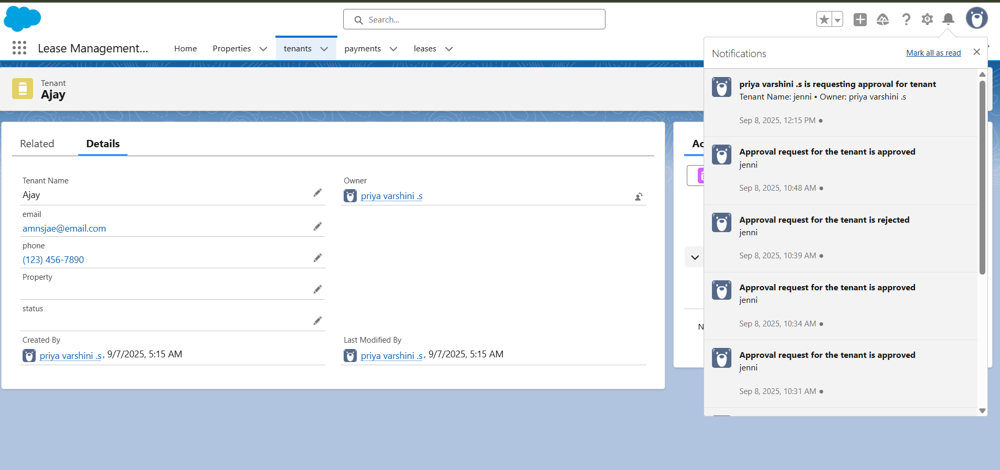 Search...
Lease Management...
Home
Properties
tenants
payments
leases
Tenant
Ajay
Related
Details
Tenant Name
Ajay
Owner
priya varshini .s
email
amnsjae@email.com
phone
(123) 456-7890
Property
status
Created By
priya varshini .s, 9/7/2025, 5:15 AM
Last Modified By
priya varshini .s, 9/7/2025, 5:15 AM
Ac
N
Notifications
Mark all as read
priya varshini .s is requesting approval for tenant
Tenant Name: jenni • Owner: priya varshini .s
Sep 8, 2025, 12:15 PM
Approval request for the tenant is approved
jenni
Sep 8, 2025, 10:48 AM
Approval request for the tenant is rejected
jenni
Sep 8, 2025, 10:39 AM
Approval request for the tenant is approved
jenni
Sep 8, 2025, 10:34 AM
Approval request for the tenant is approved
jenni
Sep 8, 2025, 10:31 AM